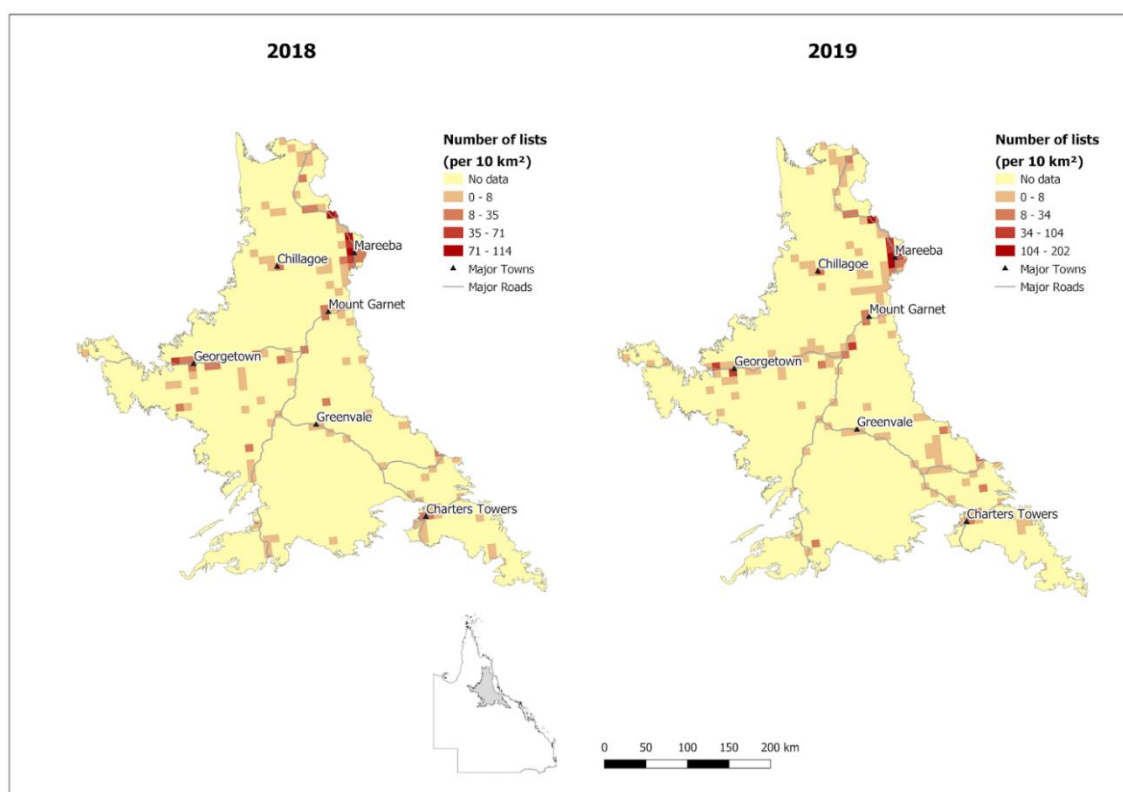 2018
Number of lists
(per 10 km²)
No data
0 - 8
8 - 35
35 - 71
71 - 114
Major Towns
Major Roads
Mareeba
Chillagoe
Mount Garnet
Georgetown
Greenvale
Charters Towers
2019
Number of lists
(per 10 km²)
No data
0 - 8
8 - 34
34 - 104
104 - 202
Major Towns
Major Roads
Mareeba
Chillagoe
Mount Garnet
Georgetown
Greenvale
Charters Towers
0 50 100 150 200 km